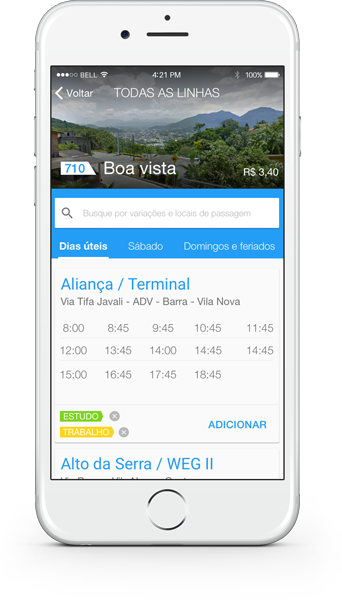 BELL 4:21 PM 100%
Voltar TODAS AS LINHAS
710 Boa vista R$ 3,40
Busque por variações e locais de passagem
Dias úteis Sábado Domingos e feriados
Aliança / Terminal
Via Tifa Javali - ADV - Barra - Vila Nova
8:00 8:45 9:45 10:45 11:45
12:00 13:45 14:00 14:45 14:45
15:00 16:45 17:45 18:45
ESTUDO
TRABALHO ADICIONAR
Alto da Serra / WEG II